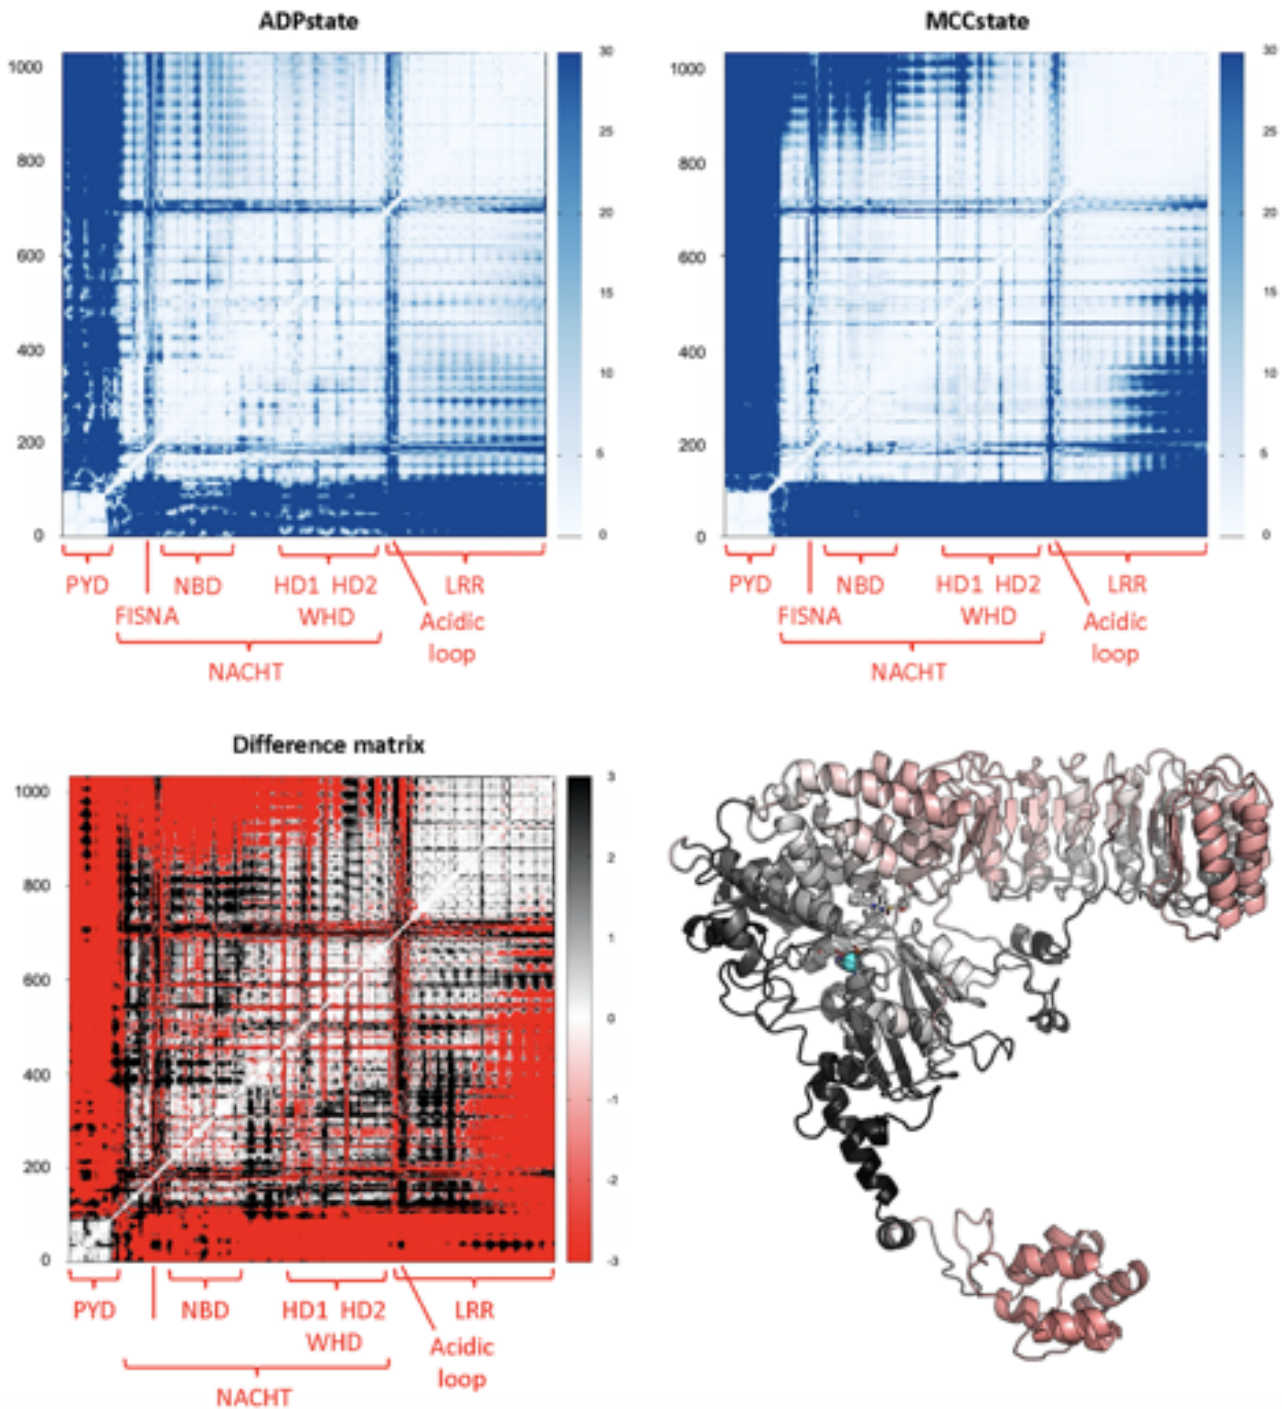 ADPstate
MCCstate
1000
800
600
400
200
0
30
25
20
15
10
5
0
1000
800
600
400
200
0
30
25
20
15
10
5
0
PYD
NBD
HD1 HD2
LRR
FISNA
WHD
Acidic
loop
NACHT
PYD
NBD
HD1 HD2
LRR
FISNA
WHD
Acidic
loop
NACHT
Difference matrix
1000
800
600
400
200
0
3
2
1
0
-1
-2
-3
PYD
NBD
HD1 HD2
LRR
WHD
Acidic
loop
NACHT